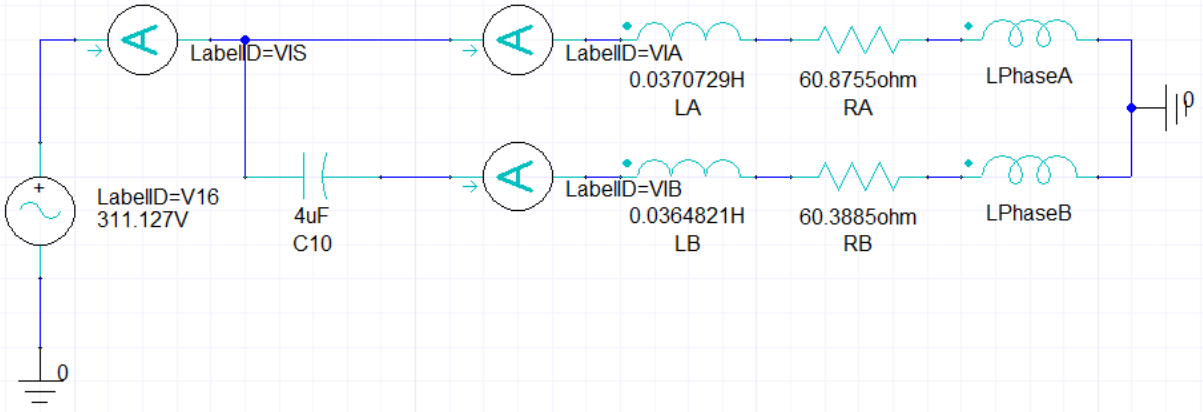 A
LabelID=VIS
A
LabelID=VIA
0.0370729H
LA
60.8755ohm
RA
LPhaseA
0
+
LabelID=V16
311.127V
4uF
C10
A
LabelID=VIB
0.0364821H
LB
60.3885ohm
RB
LPhaseB
0